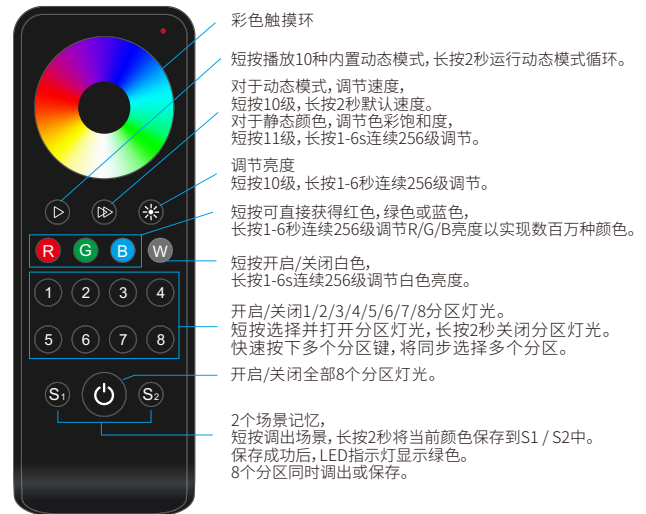 彩色触摸环
短按播放10种内置动态模式，长按2秒运行动态模式循环。
对于动态模式，调节速度，
短按10级，长按2秒默认速度。
对于静态颜色，调节色彩饱和度，
短按11级，长按1-6s连续256级调节。
调节亮度
短按10级，长按1-6秒连续256级调节。
R G B W
短按可直接获得红色，绿色或蓝色，
长按1-6秒连续256级调节R/G/B亮度以实现数百万种颜色。
短按开启/关闭白色，
长按1-6s连续256级调节白色亮度。
1 2 3 4
5 6 7 8
开启/关闭1/2/3/4/5/6/7/8分区灯光。
短按选择并打开分区灯光，长按2秒关闭分区灯光。
快速按下多个分区键，将同步选择多个分区。
开启/关闭全部8个分区灯光。
S1 S2
2个场景记忆，
短按调出场景，长按2秒将当前颜色保存到S1 / S2中。
保存成功后，LED指示灯显示绿色。
8个分区同时调出或保存。